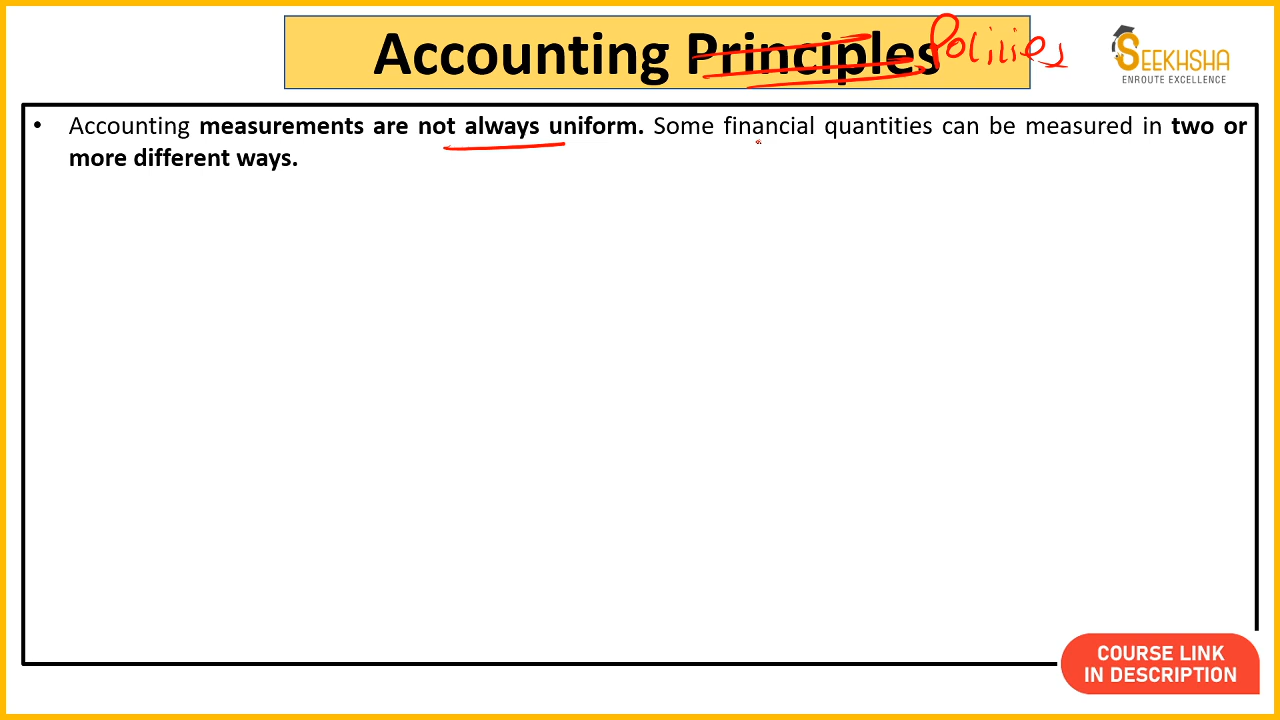 Accounting Principles Policies
SEEKHSHA
ENROUTE EXCELLENCE
• Accounting measurements are not always uniform. Some financial quantities can be measured in two or
more different ways.
COURSE LINK
IN DESCRIPTION